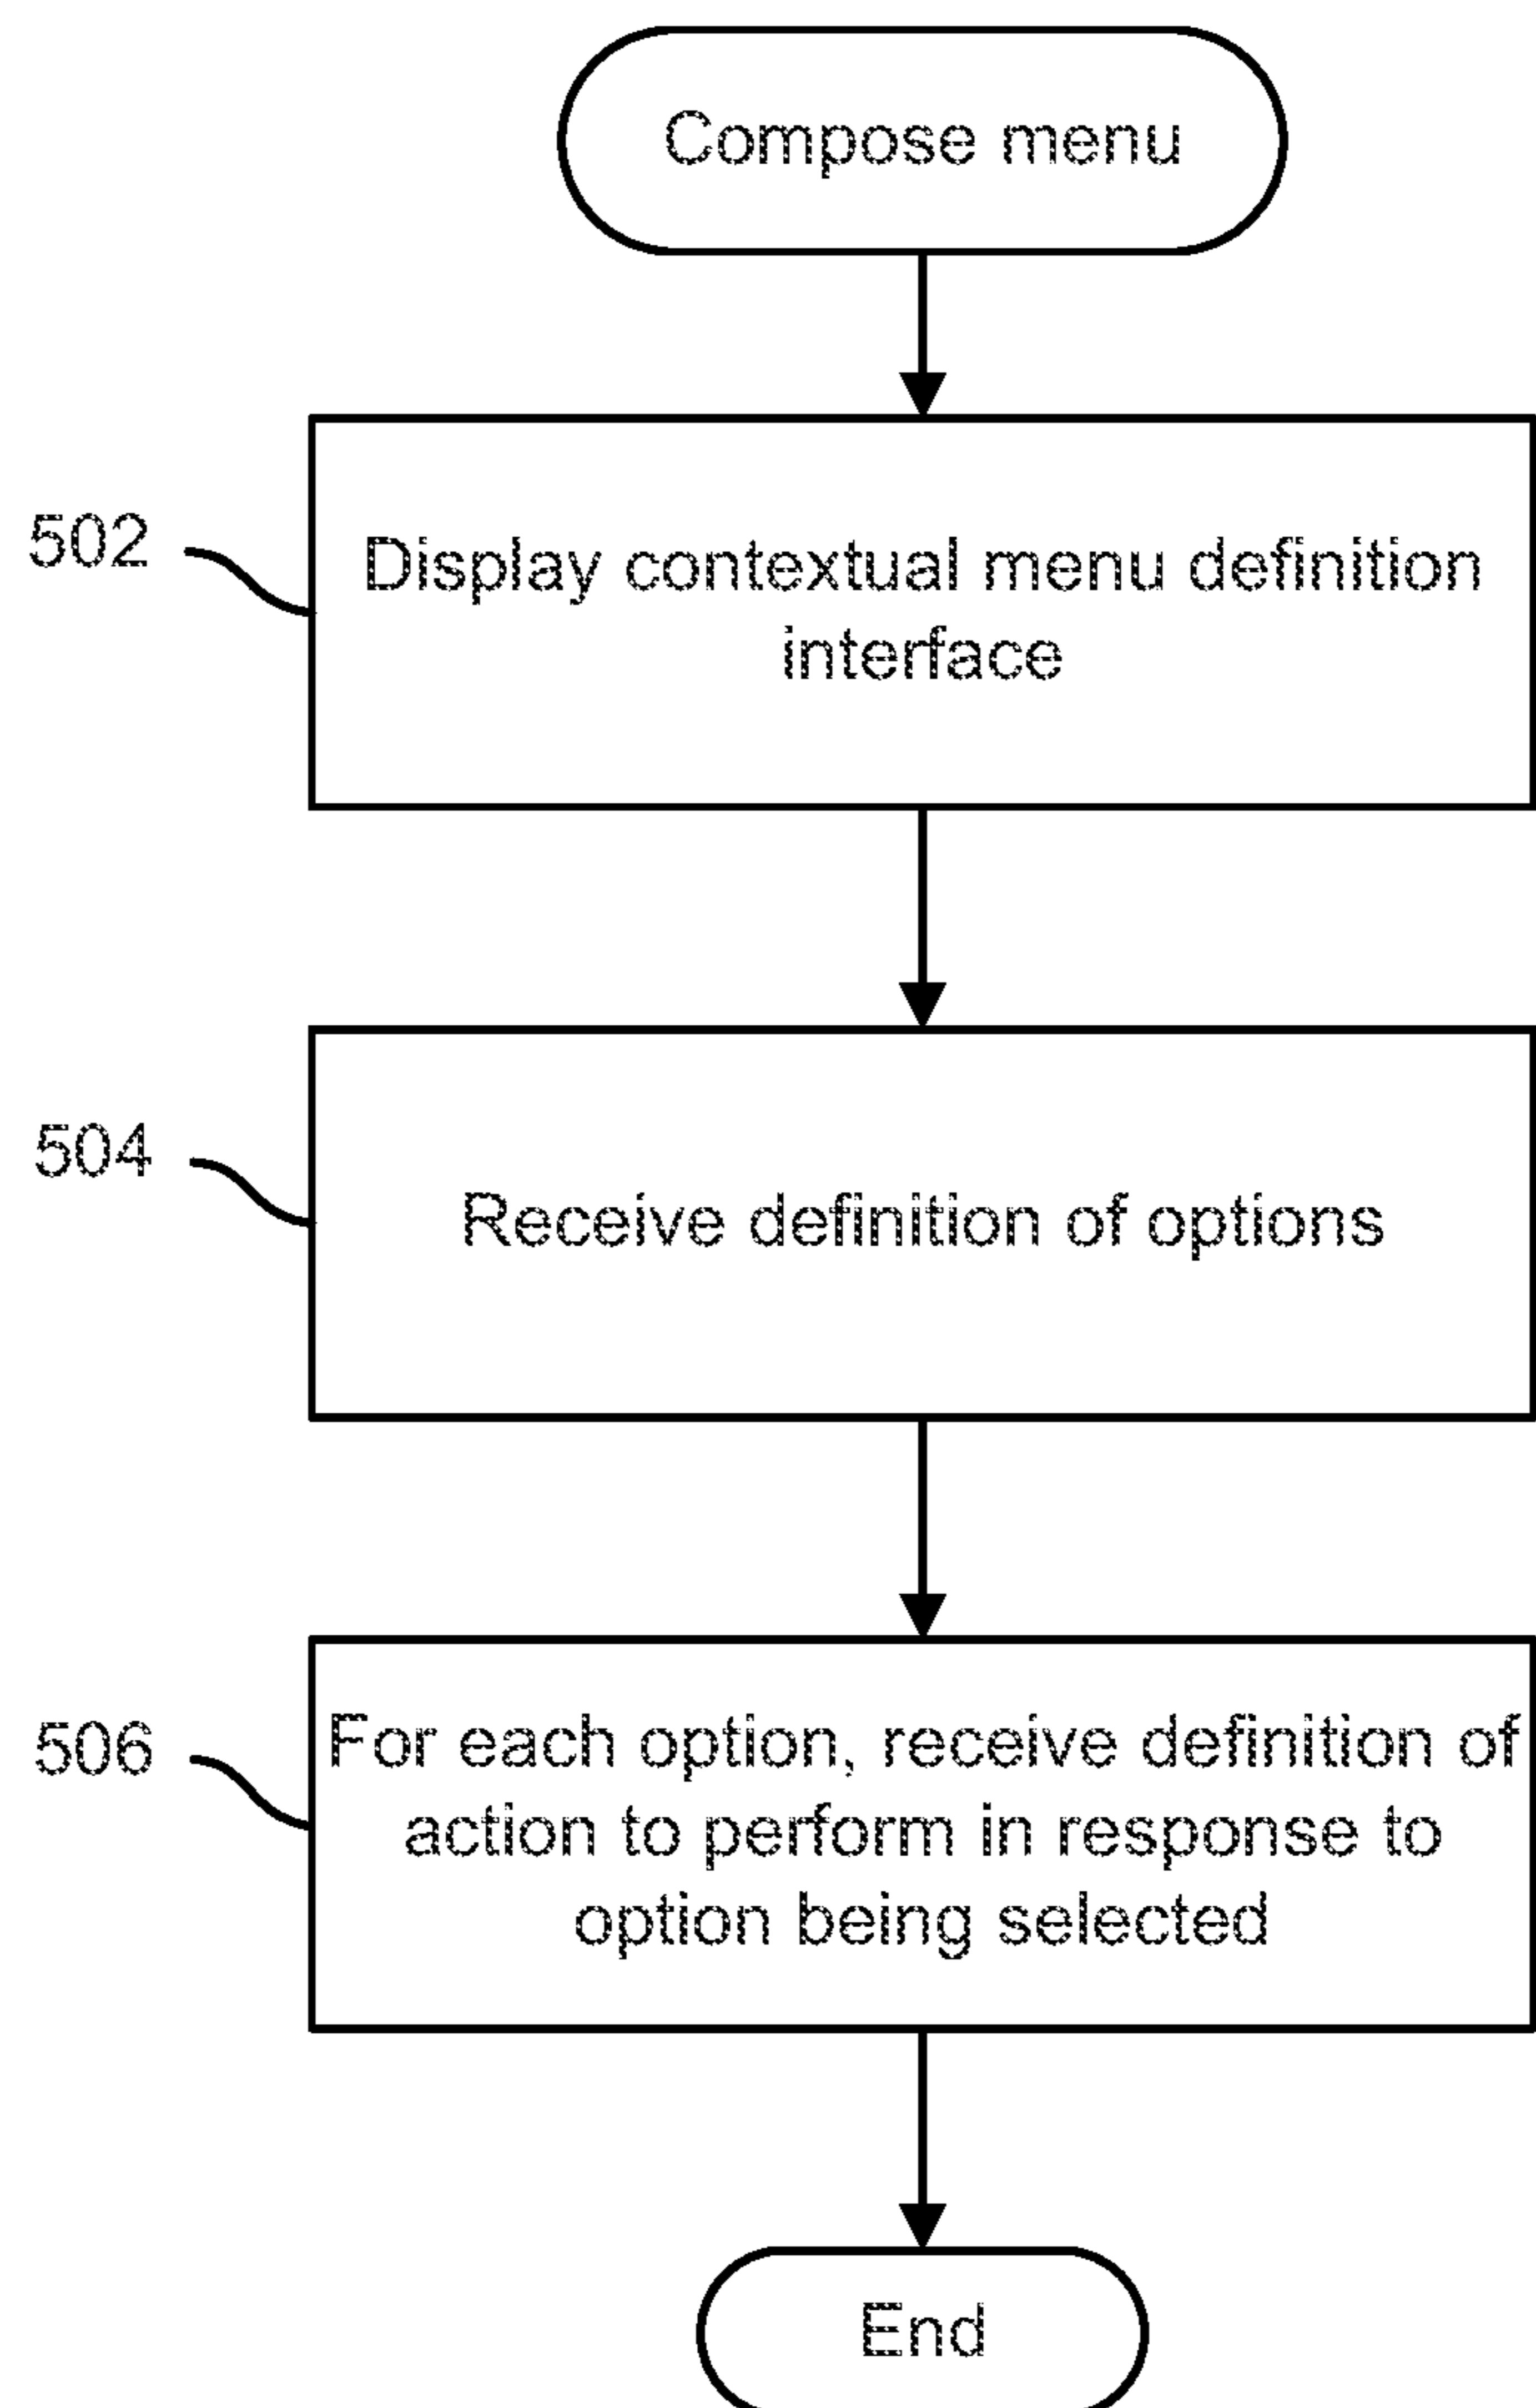 Compose menu
502
Display contextual menu definition
interface
504
Receive definition of options
506
For each option, receive definition of
action to perform in response to
option being selected
End